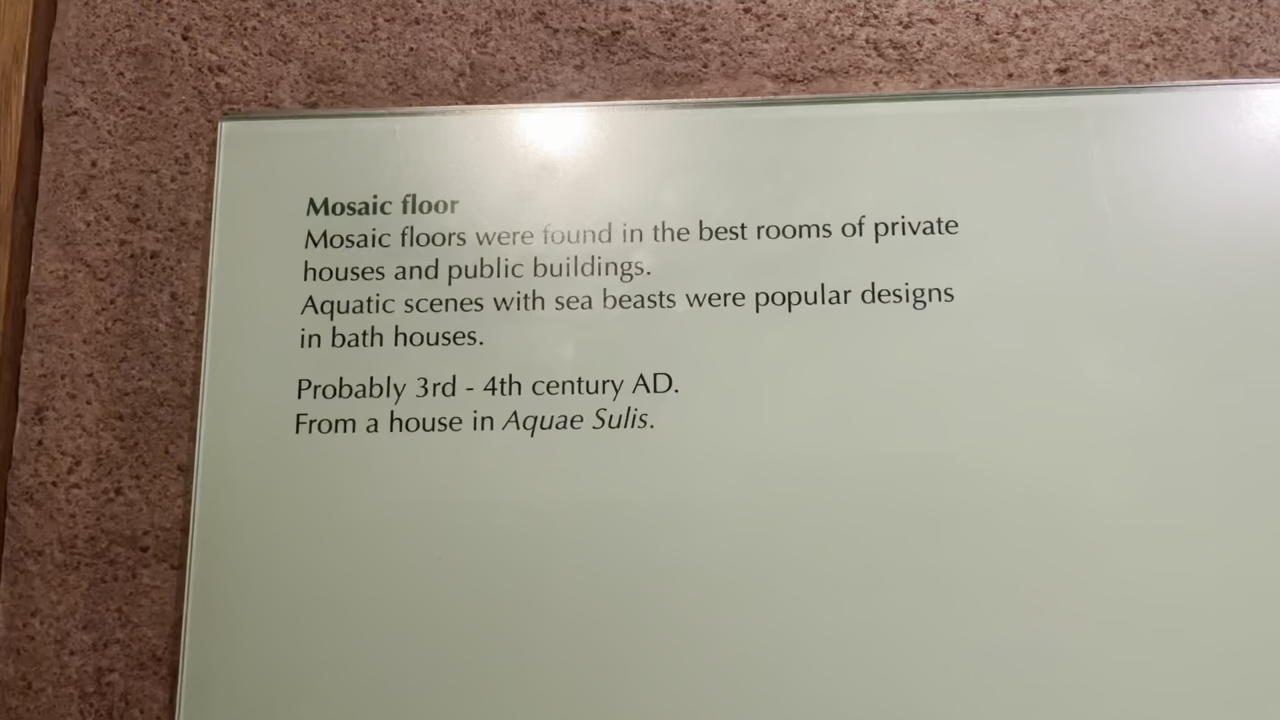 Mosaic floor
Mosaic floors were found in the best rooms of private
houses and public buildings.
Aquatic scenes with sea beasts were popular designs
in bath houses.
Probably 3rd - 4th century AD.
From a house in Aquae Sulis.